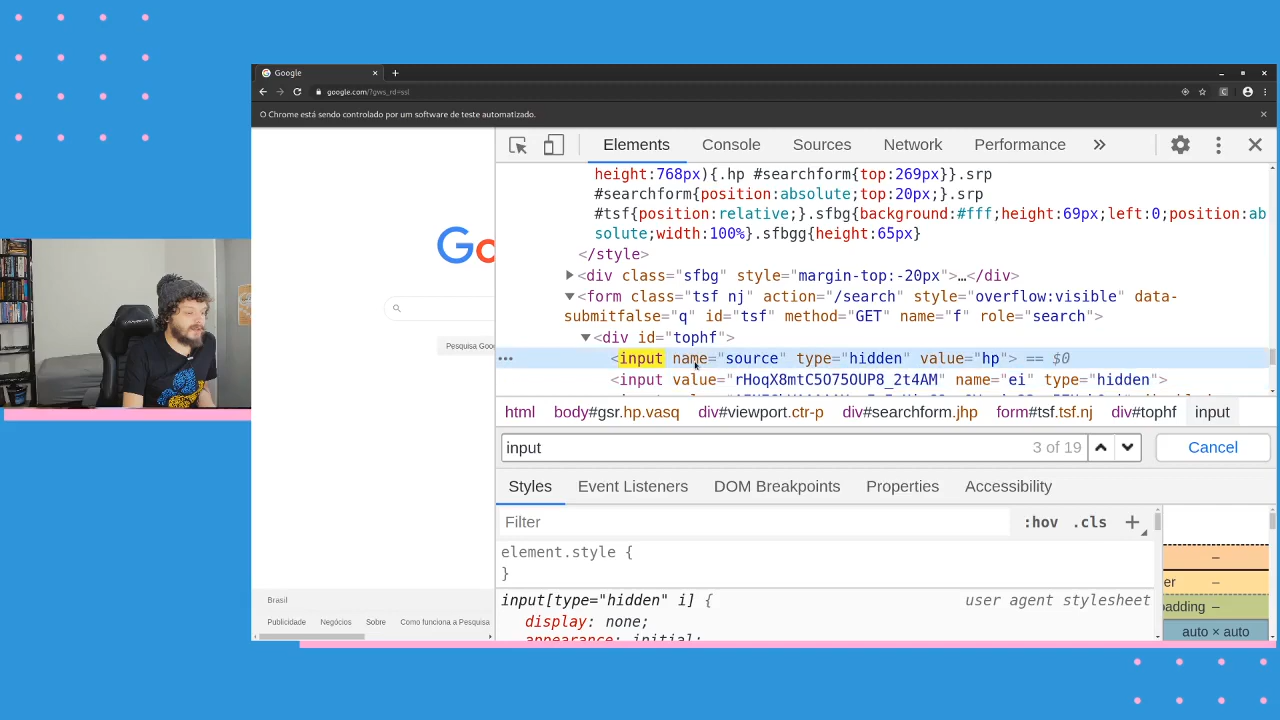 Google
google.com/?gws_rd=ssl
O Chrome está sendo controlado por um software de teste automatizado.
Go
Pesquisa Goo
Brasil
Publicidade Negócios Sobre Como funciona a Pesquisa
Elements Console Sources Network Performance
height:768px){.hp #searchform{top:269px}}.srp
#searchform{position:absolute;top:20px;}.srp
#tsf{position:relative;}.sfbg{background:#fff;height:69px;left:0;position:ab
solute;width:100%}.sfbgg{height:65px}
</style>
<div class="sfbg" style="margin-top:-20px">…</div>
<form class="tsf nj" action="/search" style="overflow:visible" data-
submitfalse="q" id="tsf" method="GET" name="f" role="search">
<div id="tophf">
<input name="source" type="hidden" value="hp"> == $0
<input value="rHoqX8mtC5O75OUP8_2t4AM" name="ei" type="hidden">
html body#gsr.hp.vasq div#viewport.ctr-p div#searchform.jhp form#tsf.tsf.nj div#tophf input
input 3 of 19 Cancel
Styles Event Listeners DOM Breakpoints Properties Accessibility
Filter :hov .cls +
element.style {
}
input[type="hidden" i] { user agent stylesheet
display: none;
appearance: initial;
–
er –
padding –
auto × auto